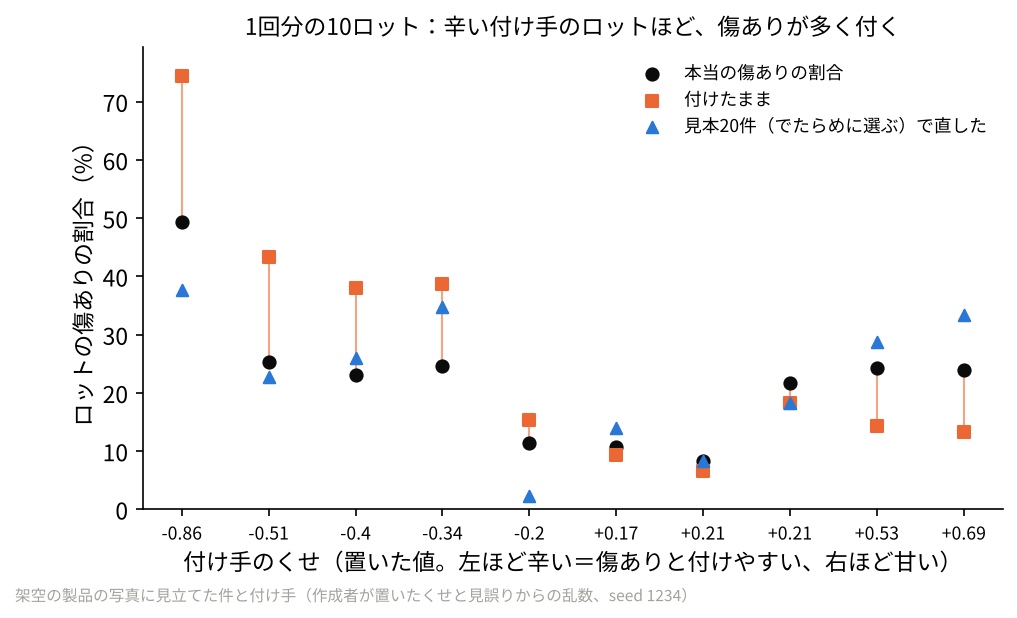 1回分の10ロット：辛い付け手のロットほど、傷ありが多く付く
本当の傷ありの割合
付けたまま
見本20件（でたらめに選ぶ）で直した
ロットの傷ありの割合（%）
70
60
50
40
30
20
10
0
-0.86 -0.51 -0.4 -0.34 -0.2 +0.17 +0.21 +0.21 +0.53 +0.69
付け手のくせ（置いた値。左ほど辛い＝傷ありと付けやすい、右ほど甘い）
架空の製品の写真に見立てた件と付け手（作成者が置いたくせと見誤りからの乱数、seed 1234）